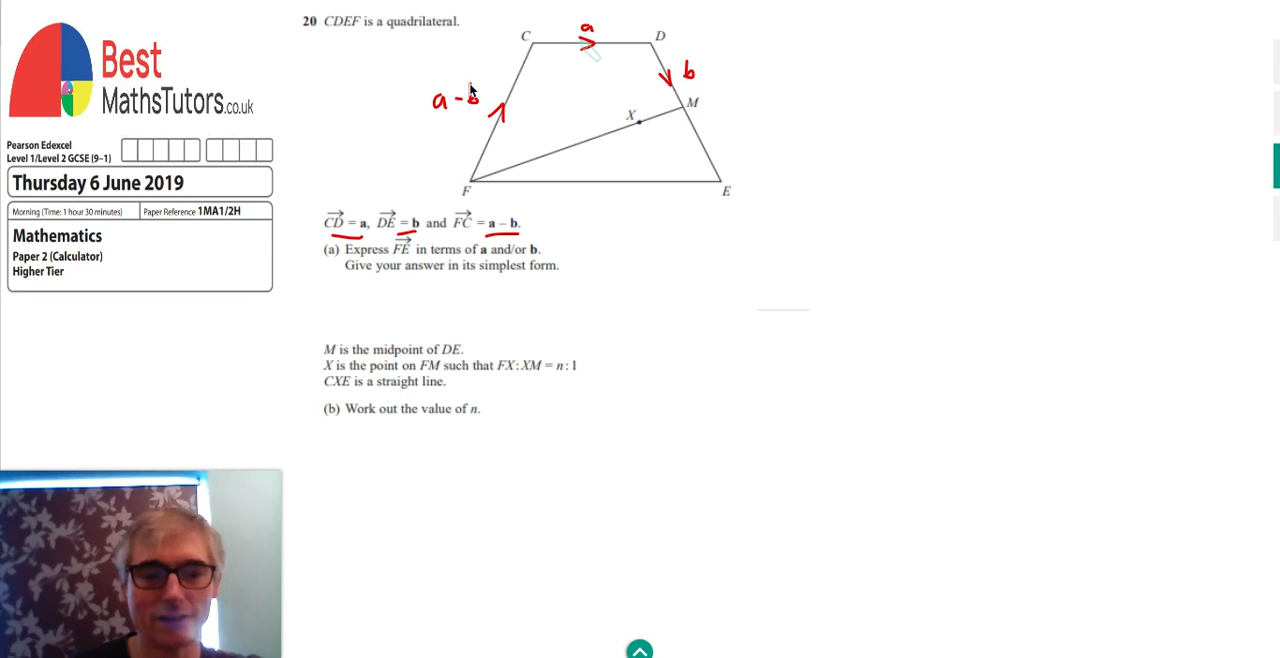 Best
MathsTutors.co.uk
Pearson Edexcel
Level 1/Level 2 GCSE (9–1)
Thursday 6 June 2019
Morning (Time: 1 hour 30 minutes) Paper Reference 1MA1/2H
Mathematics
Paper 2 (Calculator)
Higher Tier
20 CDEF is a quadrilateral.
a
C D
b
a - b
M
X
F E
CD = a, DE = b and FC = a – b.
(a) Express FE in terms of a and/or b.
Give your answer in its simplest form.
M is the midpoint of DE.
X is the point on FM such that FX : XM = n : 1
CXE is a straight line.
(b) Work out the value of n.